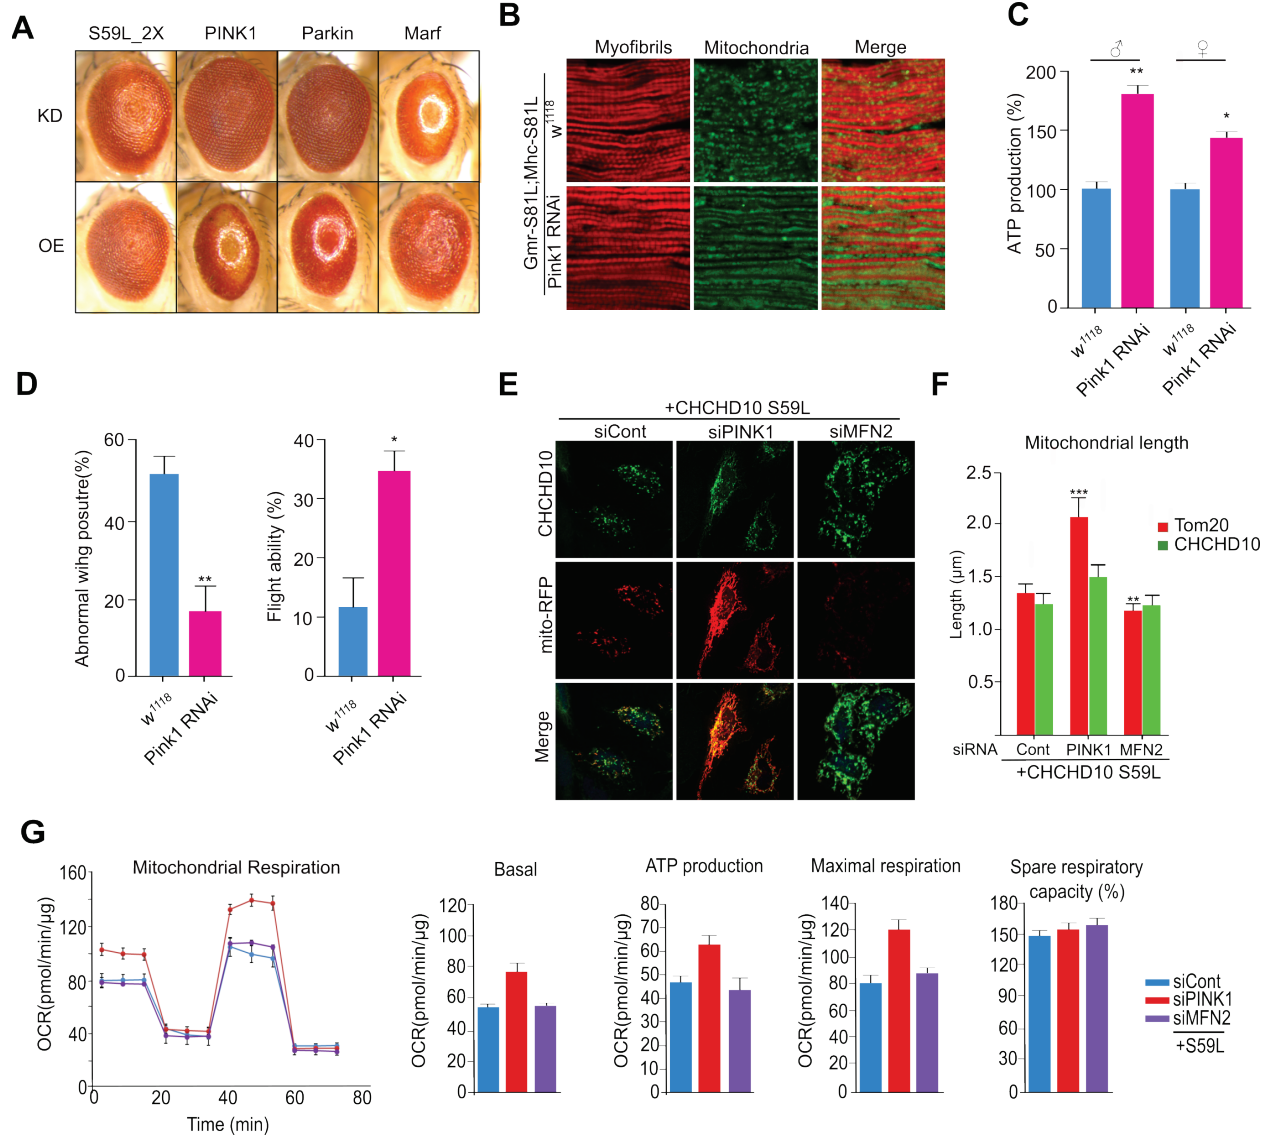 A
S59L_2X PINK1 Parkin Marf
KD
OE
B
Myofibrils Mitochondria Merge
Gmr-S81L;Mhc-S81L
w1118
Pink1 RNAi
C
♂ ♀
ATP production (%)
200
150
100
50
0
** *
w1118 Pink1 RNAi w1118 Pink1 RNAi
D
Abnormal wihg posutre(%)
60
40
20
0
**
w1118 Pink1 RNAi
Flight ability (%)
40
30
20
10
0
*
w1118 Pink1 RNAi
E
+CHCHD10 S59L
siCont siPINK1 siMFN2
CHCHD10
mito-RFP
Merge
F
Mitochondrial length
Length (μm)
2.5
2.0
1.5
1.0
0.5
*** **
Tom20
CHCHD10
siRNA Cont PINK1 MFN2
+CHCHD10 S59L
G
Mitochondrial Respiration
OCR(pmol/min/μg)
160
120
80
40
0
0 20 40 60 80
Time (min)
Basal
OCR(pmol/min/μg)
120
100
80
60
40
20
0
ATP production
OCR(pmol/min/μg)
80
70
60
50
40
30
20
10
0
Maximal respiration
OCR(pmol/min/μg)
140
120
100
80
60
40
20
0
Spare respiratory
capacity (%)
180
150
120
90
60
30
0
siCont
siPINK1
siMFN2
+S59L